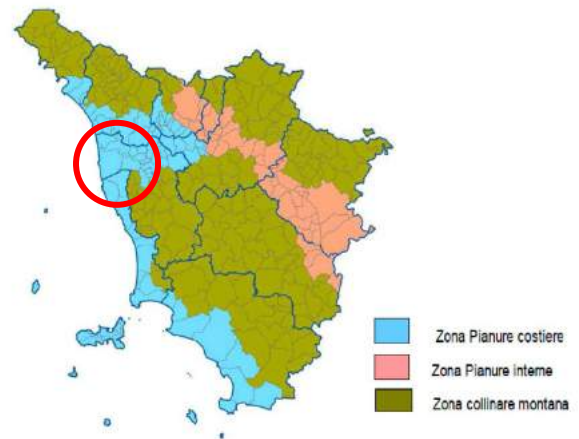 Zona Pianure costiere
Zona Pianure interne
Zona collinare montana